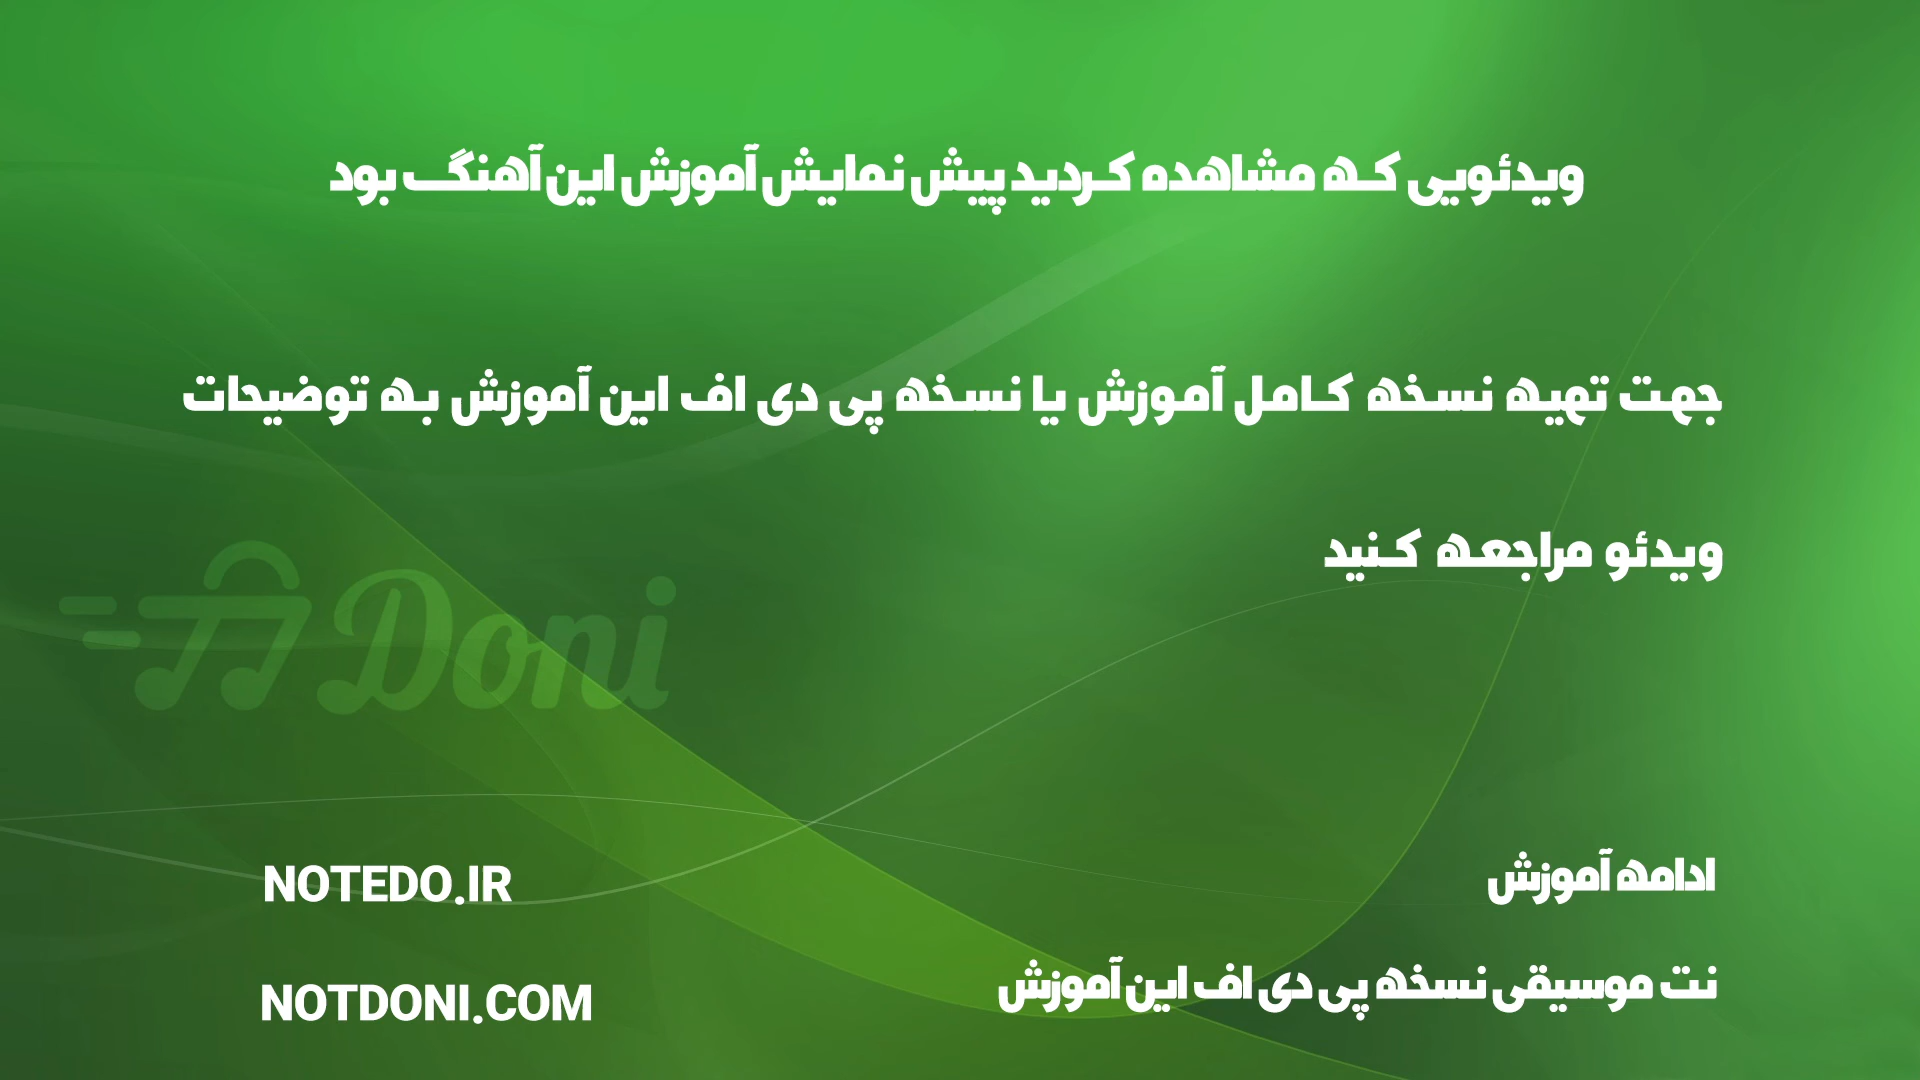 ویدئویی که مشاهده کردید پیش نمایش آموزش این آهنگ بود
جهت تهیه نسخه کامل آموزش یا نسخه پی دی اف این آموزش به توضیحات
ویدئو مراجعه کنید
Doni
ادامه آموزش
NOTEDO.IR
نت موسیقی نسخه پی دی اف این آموزش
NOTDONI.COM